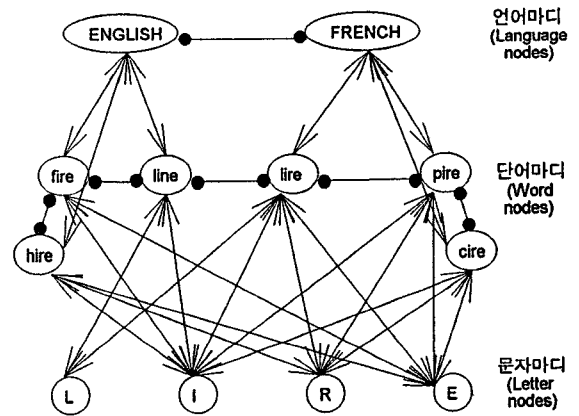 언어마디
(Language
nodes)
ENGLISH
FRENCH
단어마디
(Word
nodes)
fire
line
lire
pire
hire
cire
문자마디
(Letter
nodes)
L
I
R
E